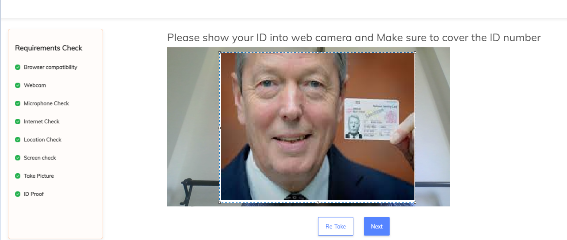 Please show your ID into web camera and Make sure to cover the ID number
Requirements Check
Browser compatibility
Webcam
Microphone Check
Internet Check
Location Check
Screen check
Take Picture
ID Proof
Re Take
Next